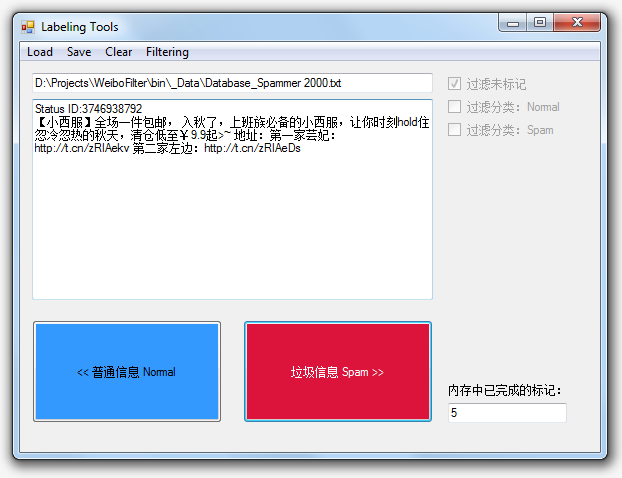 Labeling Tools
Load Save Clear Filtering
D:\Projects\WeiboFilter\bin\_Data\Database_Spammer 2000.txt
过滤未标记
过滤分类：Normal
过滤分类：Spam
Status ID:3746938792
【小西服】全场一件包邮， 入秋了，上班族必备的小西服，让你时刻hold住
忽冷忽热的秋天，清仓低至￥9.9起>~ 地址：第一家芸妃：
http://t.cn/zRlAekv 第二家左边：http://t.cn/zRlAeDs
<< 普通信息 Normal
垃圾信息 Spam >>
内存中已完成的标记：
5